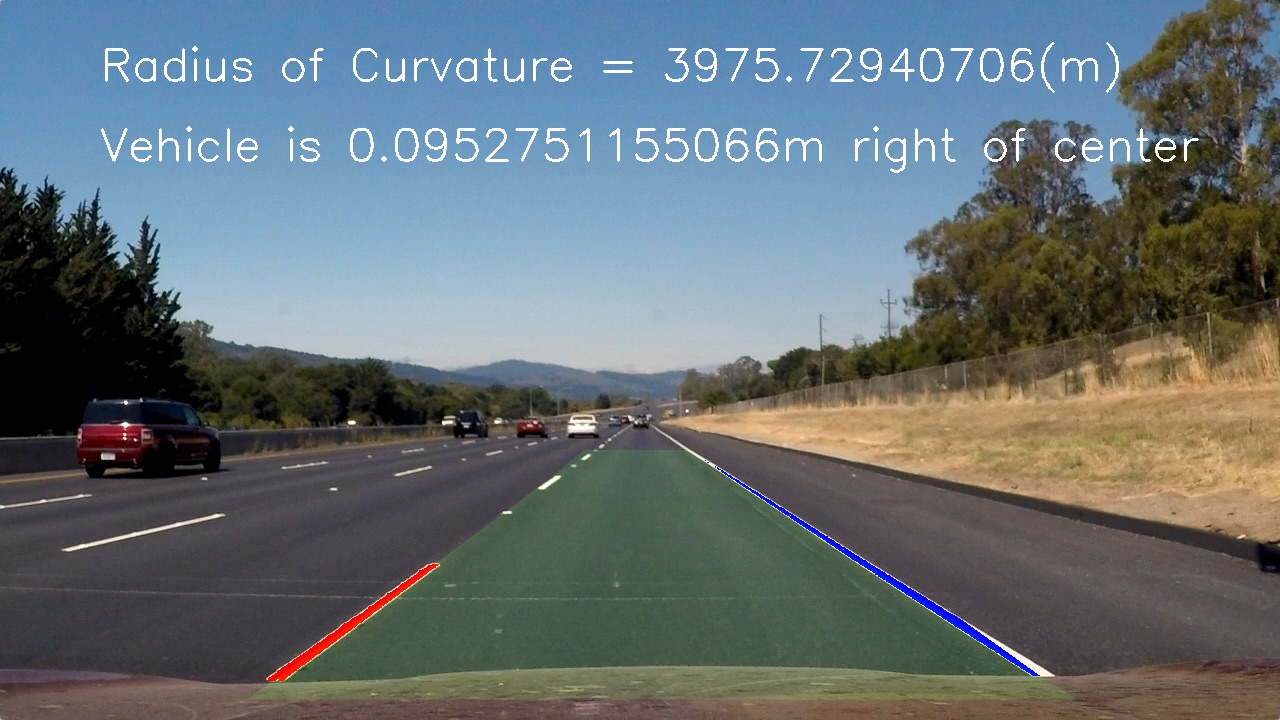 Radius of Curvature = 3975.72940706(m)
Vehicle is 0.0952751155066m right of center